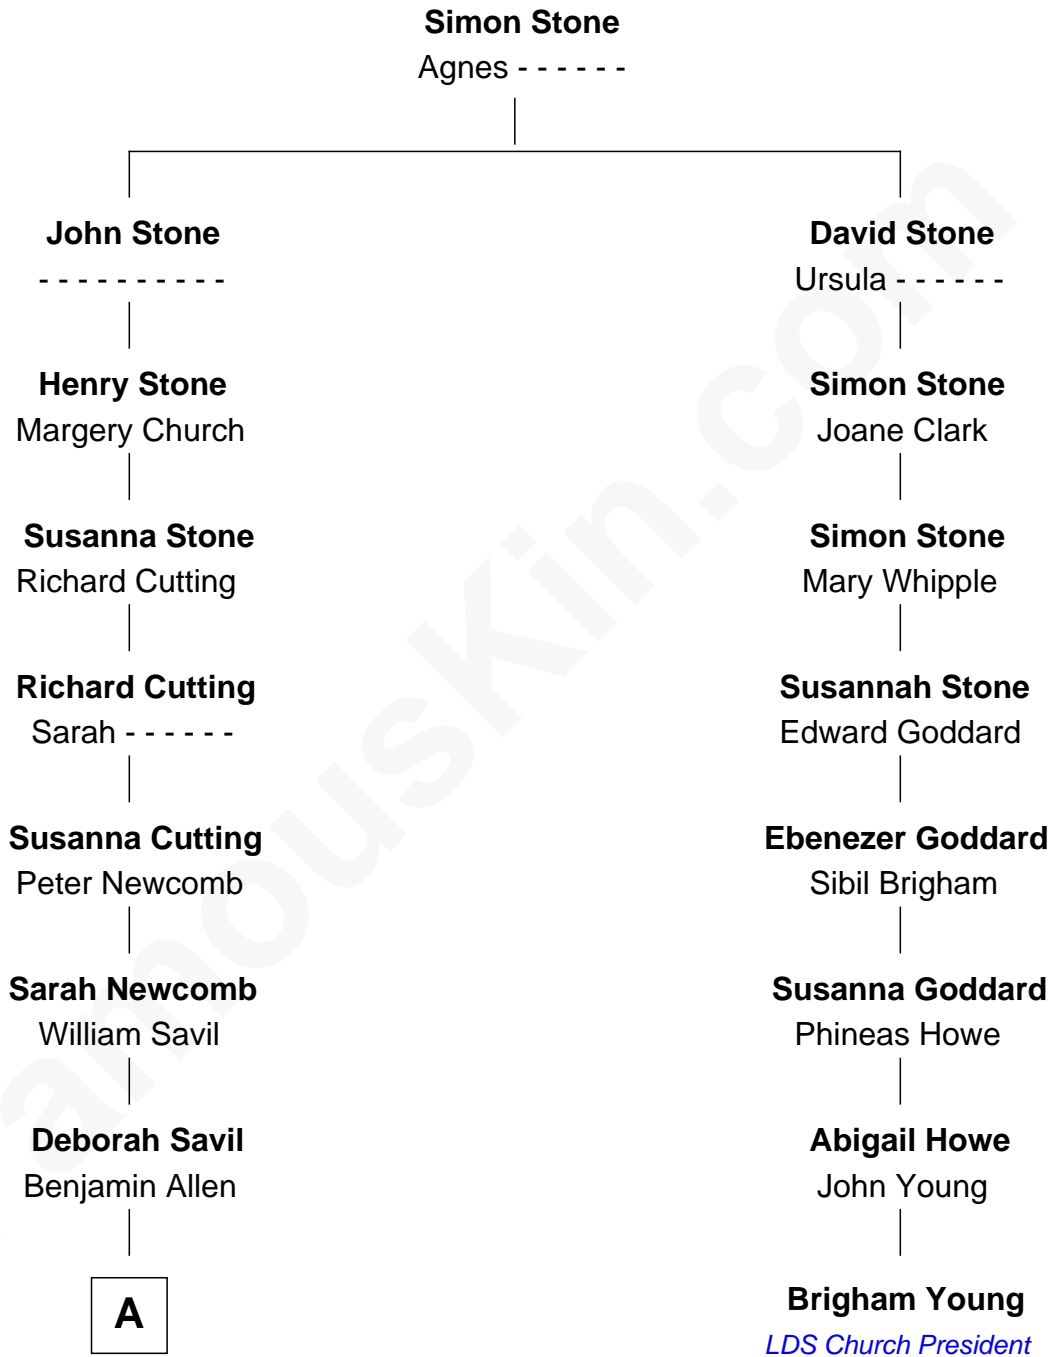 Simon Stone
Agnes - - - - - -
John Stone
- - - - - - - - - -
David Stone
Ursula - - - - - -
Henry Stone
Margery Church
Simon Stone
Joane Clark
Susanna Stone
Richard Cutting
Simon Stone
Mary Whipple
Richard Cutting
Sarah - - - - - -
Susannah Stone
Edward Goddard
Susanna Cutting
Peter Newcomb
Ebenezer Goddard
Sibil Brigham
Sarah Newcomb
William Savil
Susanna Goddard
Phineas Howe
Deborah Savil
Benjamin Allen
Abigail Howe
John Young
A
Brigham Young
LDS Church President
amouskin.com